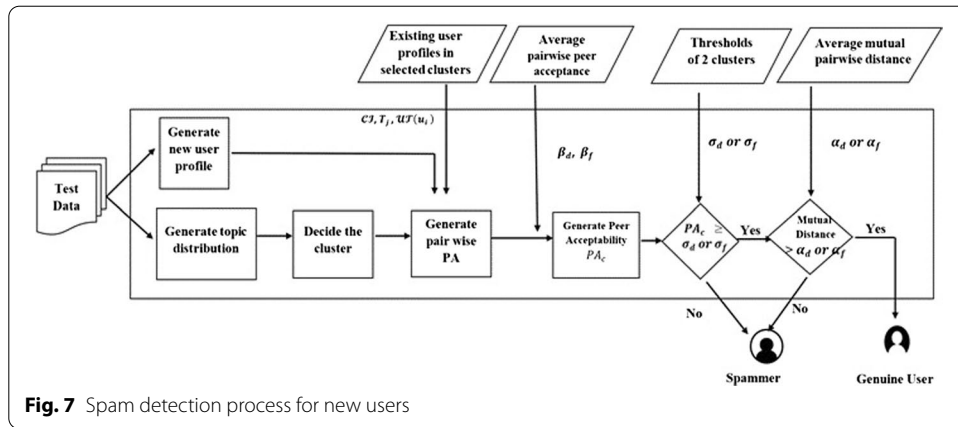 Existing user
profiles in
selected clusters
Average
pairwise peer
acceptance
Thresholds
of 2 clusters
Average mutual
pairwise distance
Generate
new user
profile
CI, T_j, UT(u_i)
β_d, β_f
σ_d or σ_f
α_d or α_f
Test
Data
Generate topic
distribution
Decide the
cluster
Generate
pair wise
PA
Generate Peer
Acceptability
PA_c
PA_c ≥
σ_d or σ_f
Yes
Mutual
Distance
> α_d or α_f
Yes
No
No
Spammer
Genuine User
Fig. 7 Spam detection process for new users